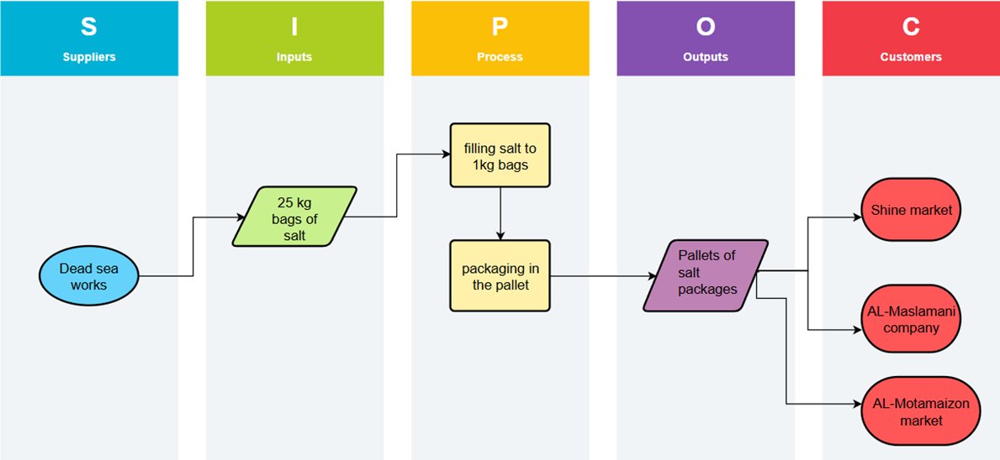 S
Suppliers
I
Inputs
P
Process
O
Outputs
C
Customers
Dead sea
works
25 kg
bags of
salt
filling salt to
1kg bags
packaging in
the pallet
Pallets of
salt
packages
Shine market
AL-Maslamani
company
AL-Motamaizon
market